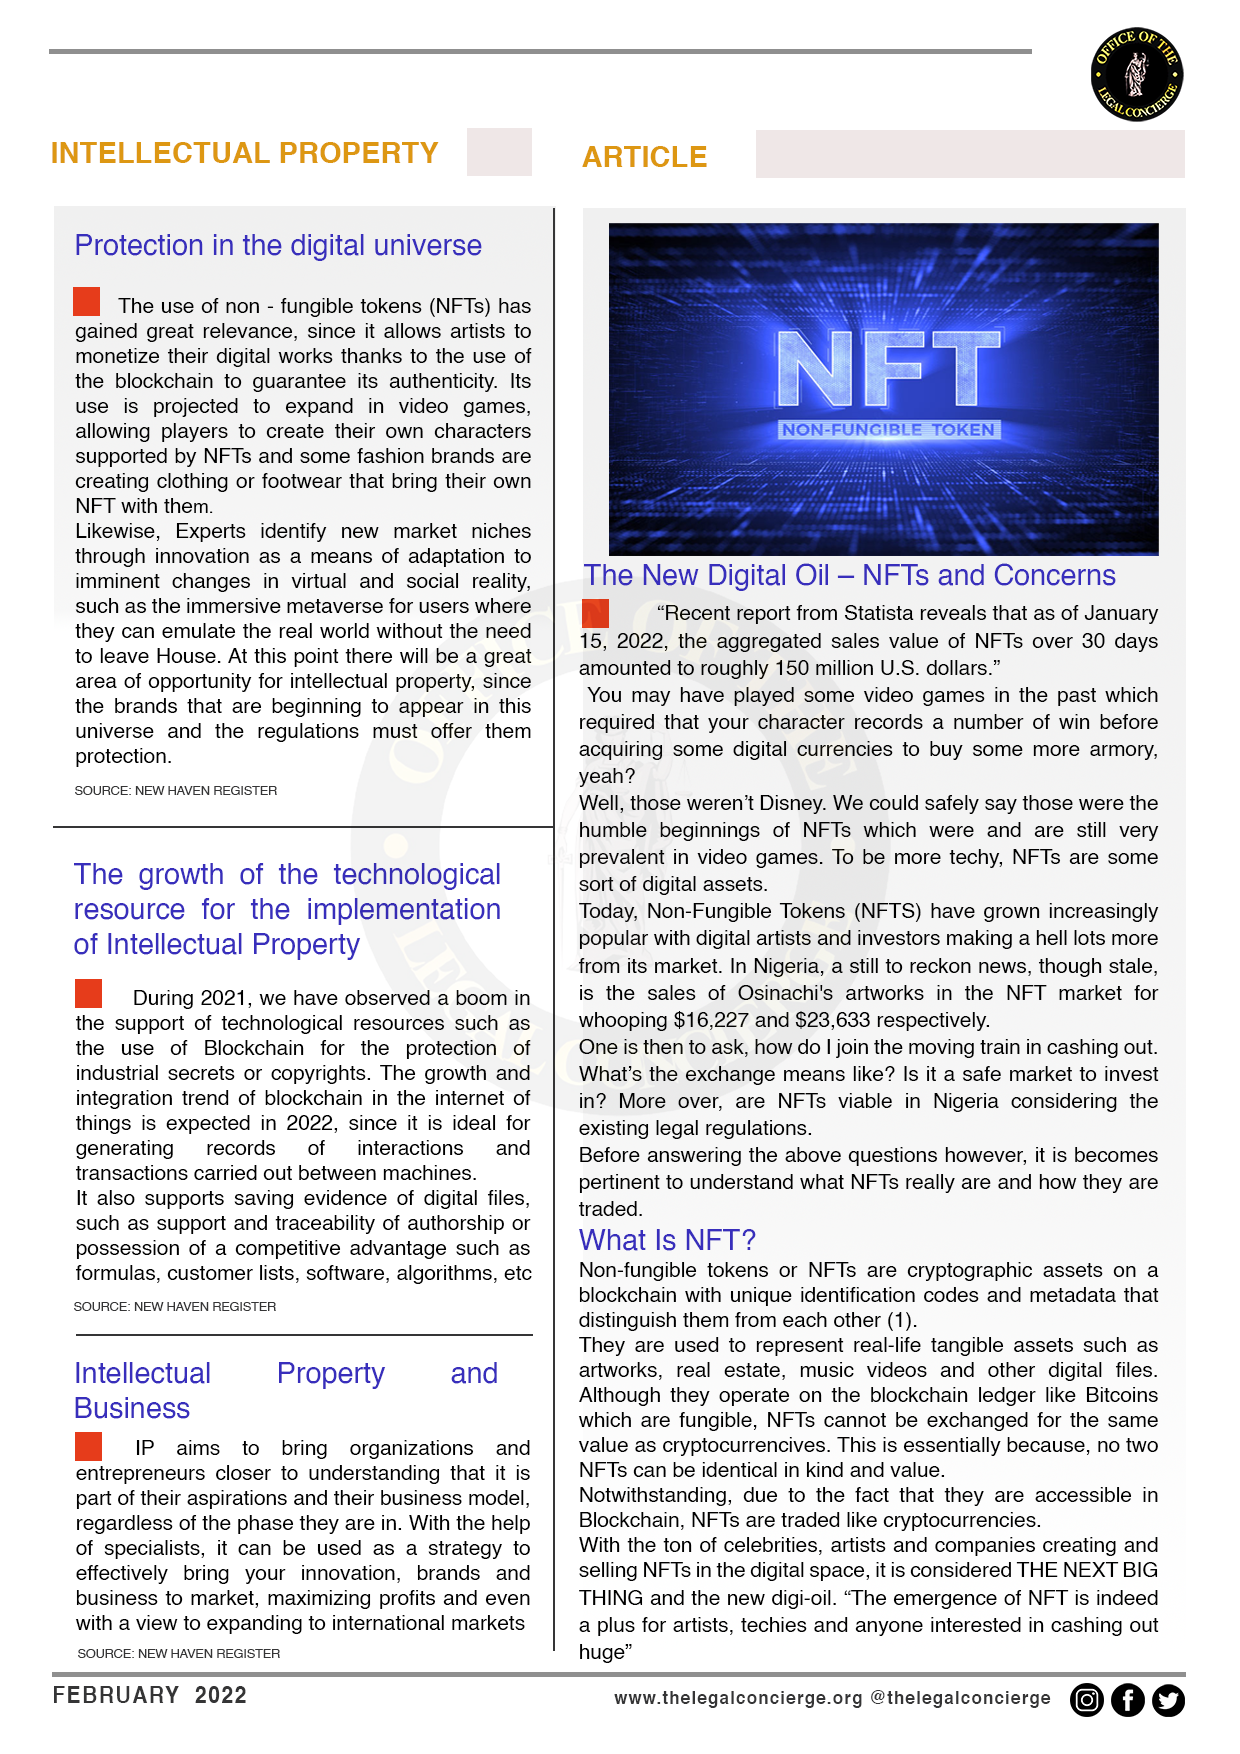 OFFICE OF THE
LEGAL CONCIERGE
INTELLECTUAL PROPERTY
Protection in the digital universe
The use of non - fungible tokens (NFTs) has
gained great relevance, since it allows artists to
monetize their digital works thanks to the use of
the blockchain to guarantee its authenticity. Its
use is projected to expand in video games,
allowing players to create their own characters
supported by NFTs and some fashion brands are
creating clothing or footwear that bring their own
NFT with them.
Likewise, Experts identify new market niches
through innovation as a means of adaptation to
imminent changes in virtual and social reality,
such as the immersive metaverse for users where
they can emulate the real world without the need
to leave House. At this point there will be a great
area of opportunity for intellectual property, since
the brands that are beginning to appear in this
universe and the regulations must offer them
protection.
SOURCE: NEW HAVEN REGISTER
The growth of the technological
resource for the implementation
of Intellectual Property
During 2021, we have observed a boom in
the support of technological resources such as
the use of Blockchain for the protection of
industrial secrets or copyrights. The growth and
integration trend of blockchain in the internet of
things is expected in 2022, since it is ideal for
generating records of interactions and
transactions carried out between machines.
It also supports saving evidence of digital files,
such as support and traceability of authorship or
possession of a competitive advantage such as
formulas, customer lists, software, algorithms, etc
SOURCE: NEW HAVEN REGISTER
Intellectual Property and
Business
IP aims to bring organizations and
entrepreneurs closer to understanding that it is
part of their aspirations and their business model,
regardless of the phase they are in. With the help
of specialists, it can be used as a strategy to
effectively bring your innovation, brands and
business to market, maximizing profits and even
with a view to expanding to international markets
SOURCE: NEW HAVEN REGISTER
ARTICLE
NFT
NON-FUNGIBLE TOKEN
The New Digital Oil – NFTs and Concerns
“Recent report from Statista reveals that as of January
15, 2022, the aggregated sales value of NFTs over 30 days
amounted to roughly 150 million U.S. dollars.”
You may have played some video games in the past which
required that your character records a number of win before
acquiring some digital currencies to buy some more armory,
yeah?
Well, those weren’t Disney. We could safely say those were the
humble beginnings of NFTs which were and are still very
prevalent in video games. To be more techy, NFTs are some
sort of digital assets.
Today, Non-Fungible Tokens (NFTS) have grown increasingly
popular with digital artists and investors making a hell lots more
from its market. In Nigeria, a still to reckon news, though stale,
is the sales of Osinachi's artworks in the NFT market for
whooping $16,227 and $23,633 respectively.
One is then to ask, how do I join the moving train in cashing out.
What’s the exchange means like? Is it a safe market to invest
in? More over, are NFTs viable in Nigeria considering the
existing legal regulations.
Before answering the above questions however, it is becomes
pertinent to understand what NFTs really are and how they are
traded.
What Is NFT?
Non-fungible tokens or NFTs are cryptographic assets on a
blockchain with unique identification codes and metadata that
distinguish them from each other (1).
They are used to represent real-life tangible assets such as
artworks, real estate, music videos and other digital files.
Although they operate on the blockchain ledger like Bitcoins
which are fungible, NFTs cannot be exchanged for the same
value as cryptocurrencives. This is essentially because, no two
NFTs can be identical in kind and value.
Notwithstanding, due to the fact that they are accessible in
Blockchain, NFTs are traded like cryptocurrencies.
With the ton of celebrities, artists and companies creating and
selling NFTs in the digital space, it is considered THE NEXT BIG
THING and the new digi-oil. “The emergence of NFT is indeed
a plus for artists, techies and anyone interested in cashing out
huge”
OFFICE OF THE
LEGAL CONCIERGE
FEBRUARY 2022
www.thelegalconcierge.org @thelegalconcierge